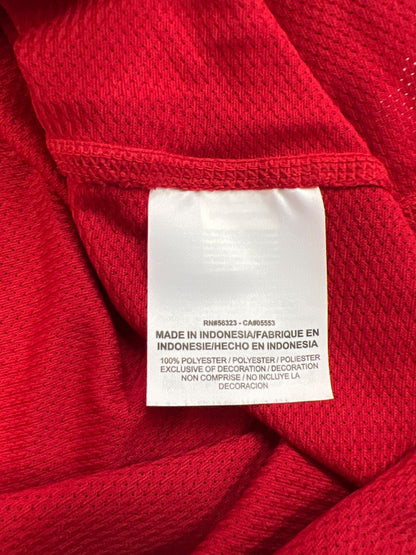 RN#56323 - CA#05553
MADE IN INDONESIA/FABRIQUE EN
INDONESIE/HECHO EN INDONESIA
100% POLYESTER / POLYESTER / POLIESTER
EXCLUSIVE OF DECORATION / DECORATION
NON COMPRISE / NO INCLUYE LA
DECORACION